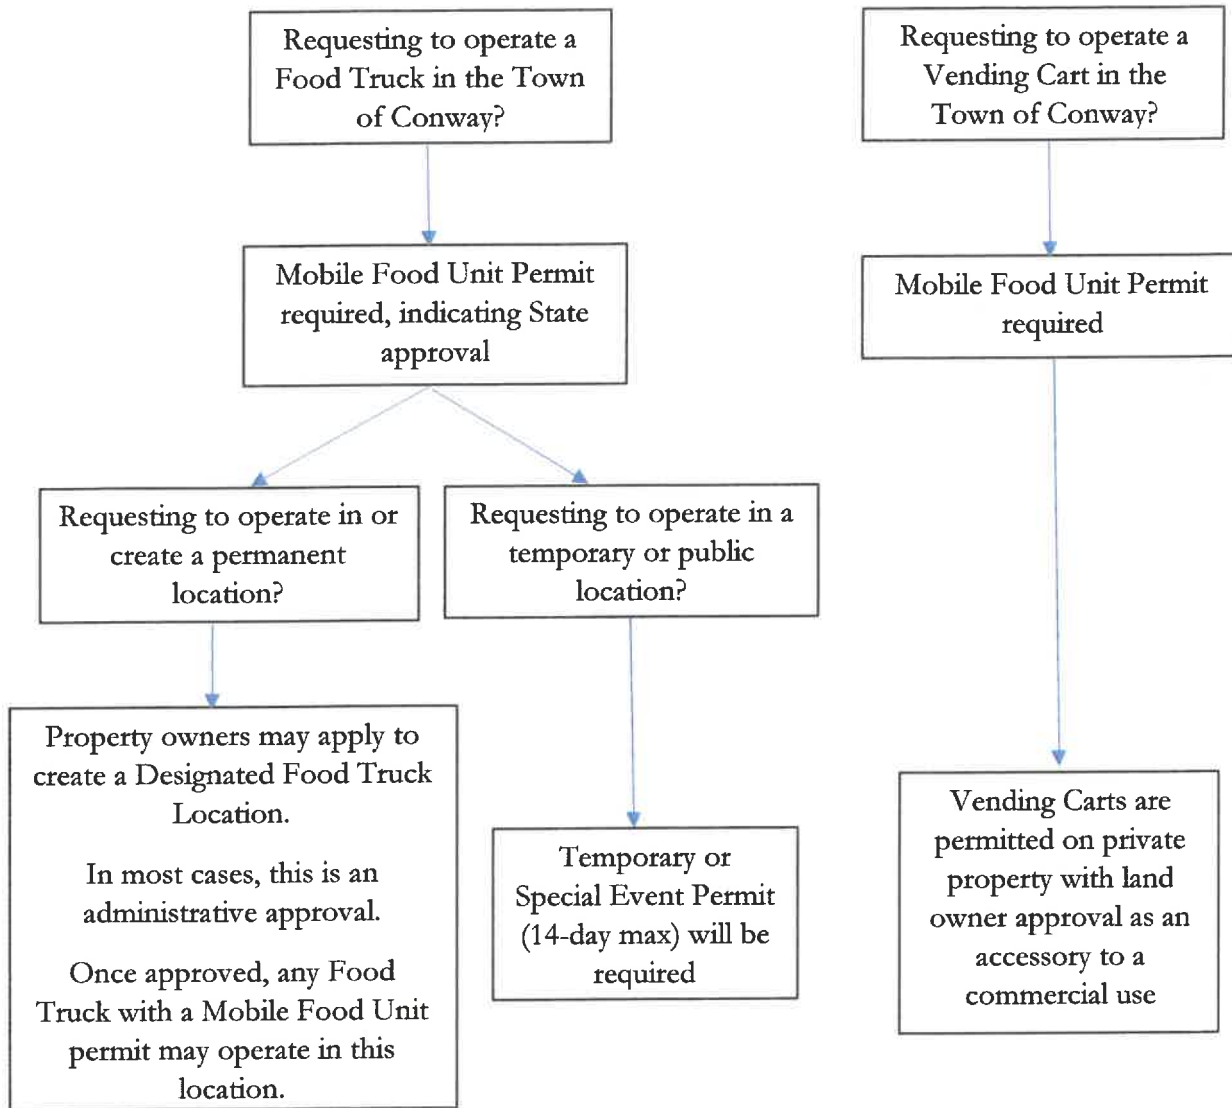 Requesting to operate a
Food Truck in the Town
of Conway?
Requesting to operate a
Vending Cart in the
Town of Conway?
Mobile Food Unit Permit
required, indicating State
approval
Mobile Food Unit Permit
required
Requesting to operate in or
create a permanent
location?
Requesting to operate in a
temporary or public
location?
Property owners may apply to
create a Designated Food Truck
Location.
In most cases, this is an
administrative approval.
Once approved, any Food
Truck with a Mobile Food Unit
permit may operate in this
location.
Temporary or
Special Event Permit
(14-day max) will be
required
Vending Carts are
permitted on private
property with land
owner approval as an
accessory to a
commercial use